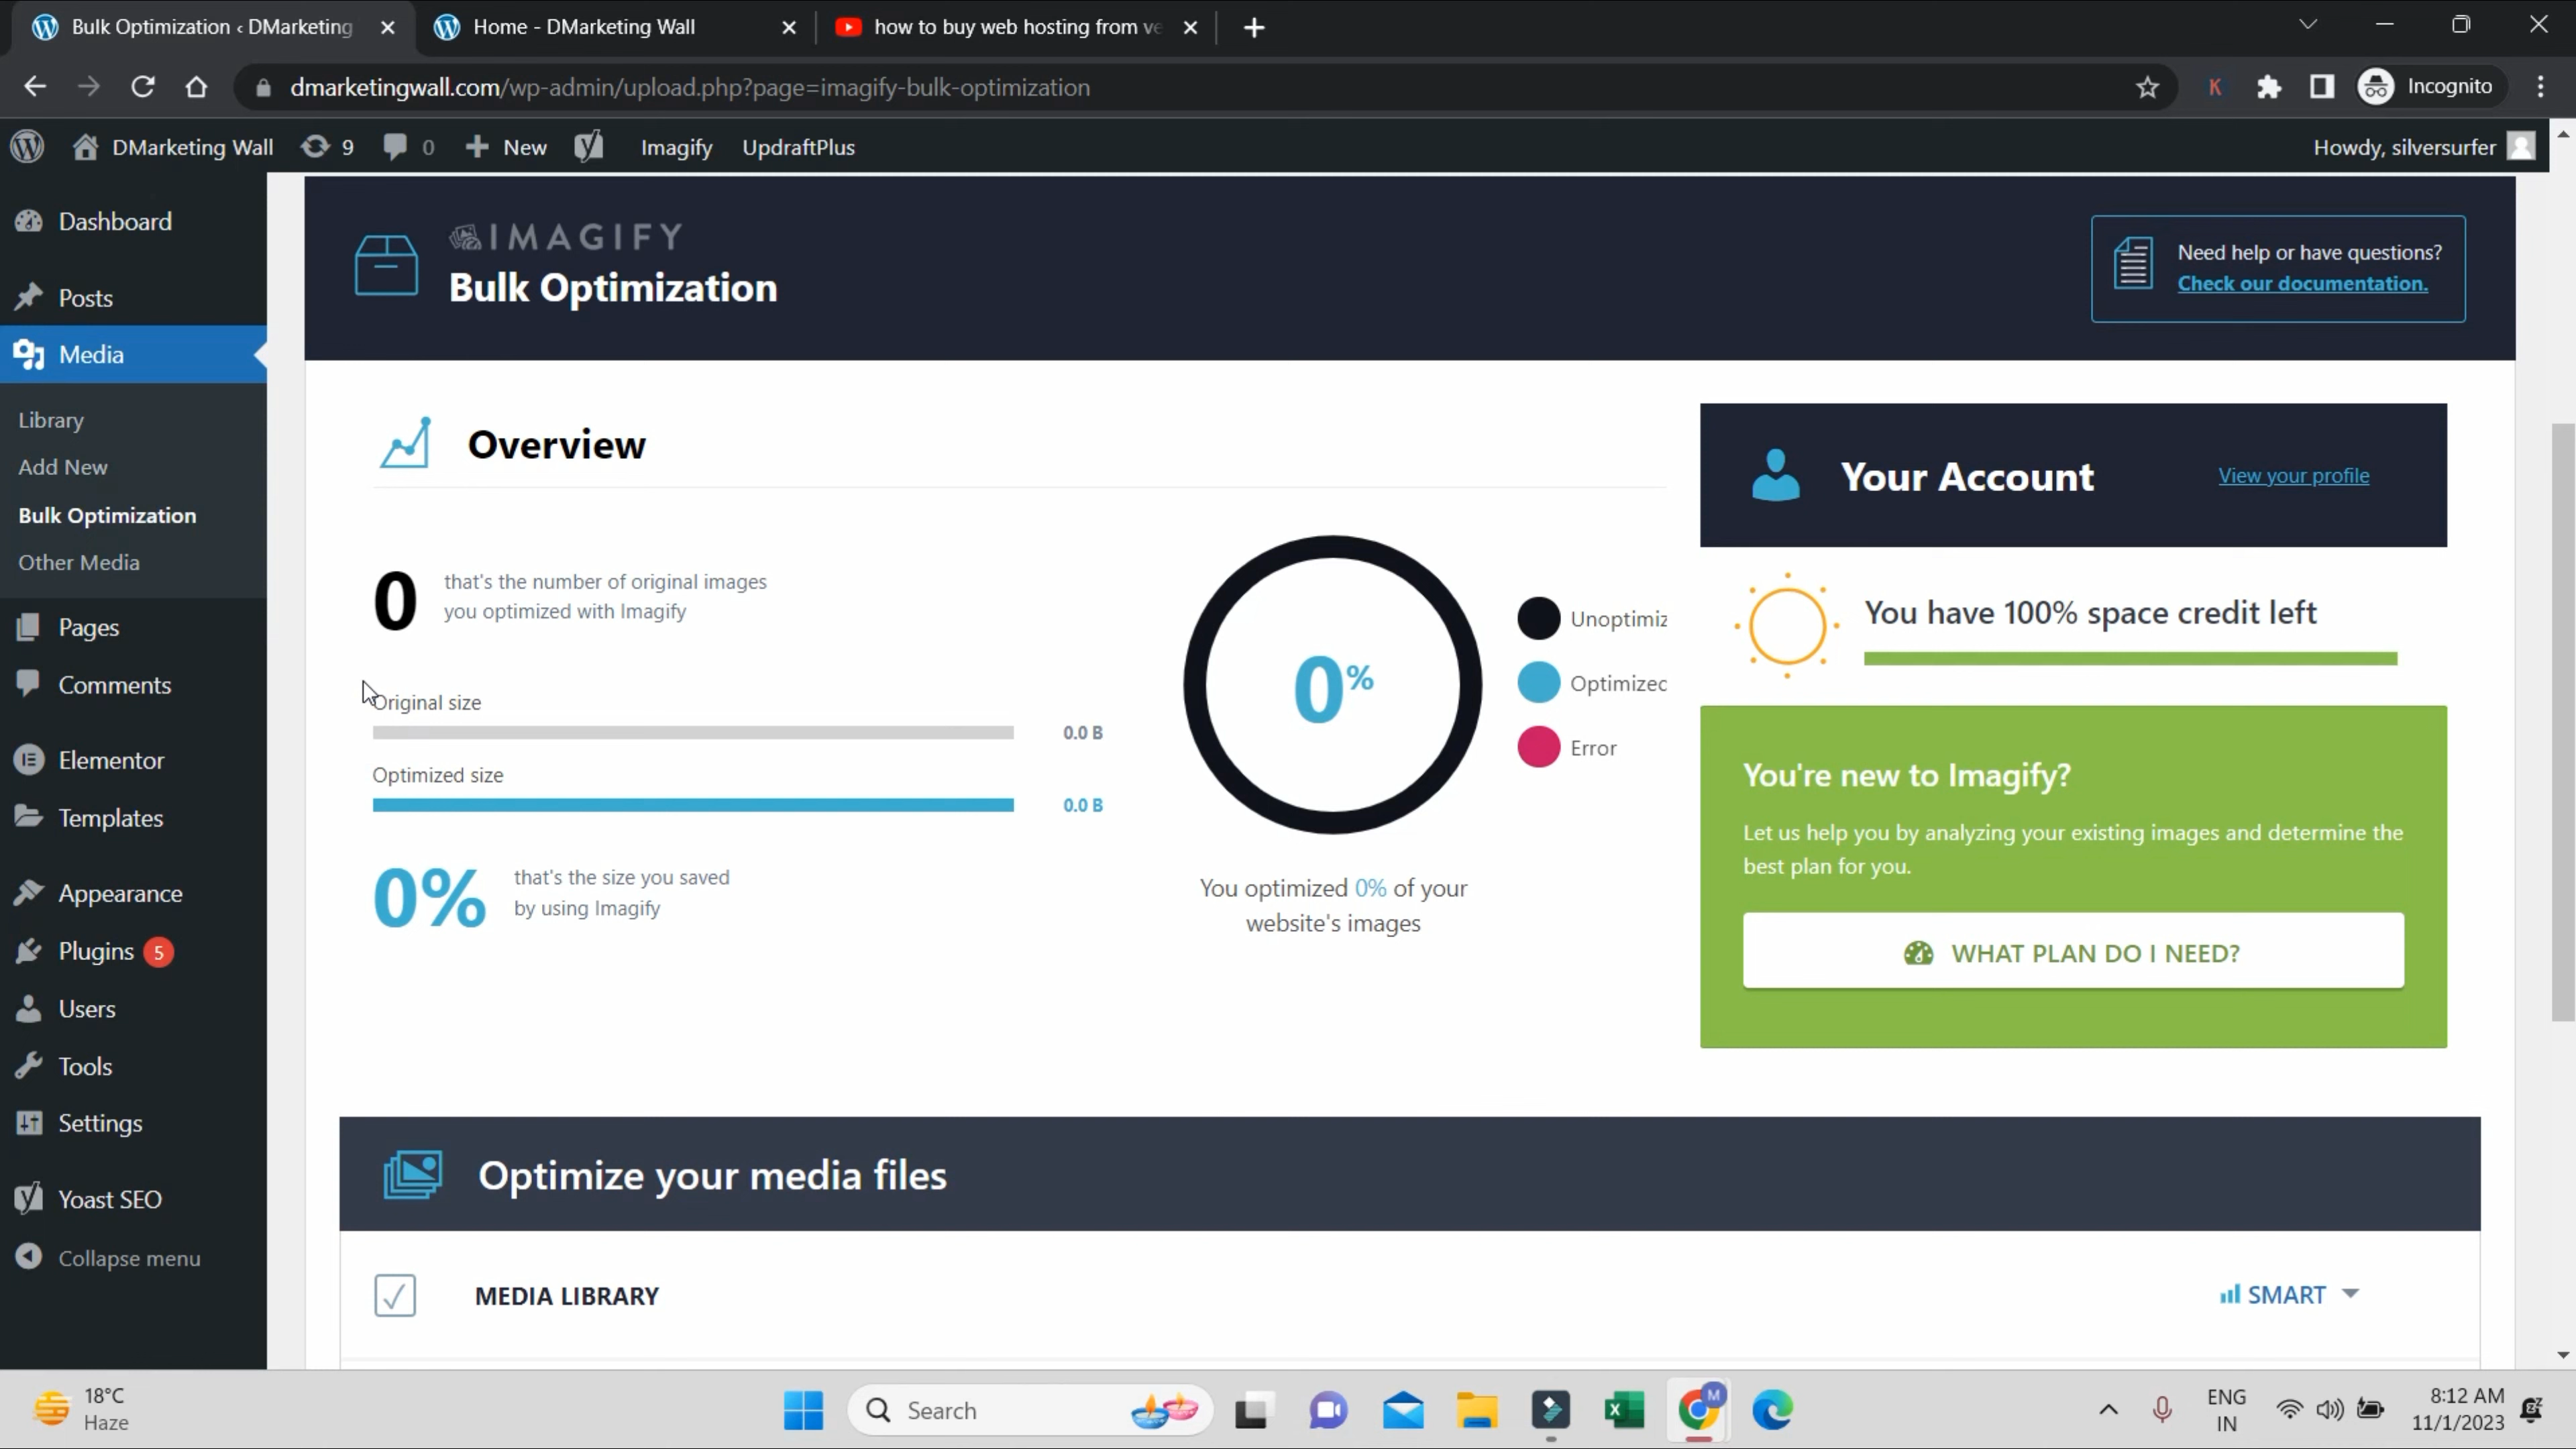 Bulk Optimization ‹ DMarketing
Home - DMarketing Wall
how to buy web hosting from ve
dmarketingwall.com/wp-admin/upload.php?page=imagify-bulk-optimization
K
Incognito
DMarketing Wall
9
0
New
Imagify
UpdraftPlus
Howdy, silversurfer
Dashboard
Posts
Media
Library
Add New
Bulk Optimization
Other Media
Pages
Comments
Elementor
Templates
Appearance
Plugins 5
Users
Tools
Settings
Yoast SEO
Collapse menu
IMAGIFY
Bulk Optimization
Need help or have questions?
Check our documentation.
Overview
0
that's the number of original images
you optimized with Imagify
Original size
0.0 B
Optimized size
0.0 B
0%
that's the size you saved
by using Imagify
0%
Unoptimiz
Optimized
Error
You optimized 0% of your
website's images
Your Account
View your profile
You have 100% space credit left
You're new to Imagify?
Let us help you by analyzing your existing images and determine the
best plan for you.
WHAT PLAN DO I NEED?
Optimize your media files
MEDIA LIBRARY
SMART
18°C
Haze
Search
M
ENG
IN
8:12 AM
11/1/2023